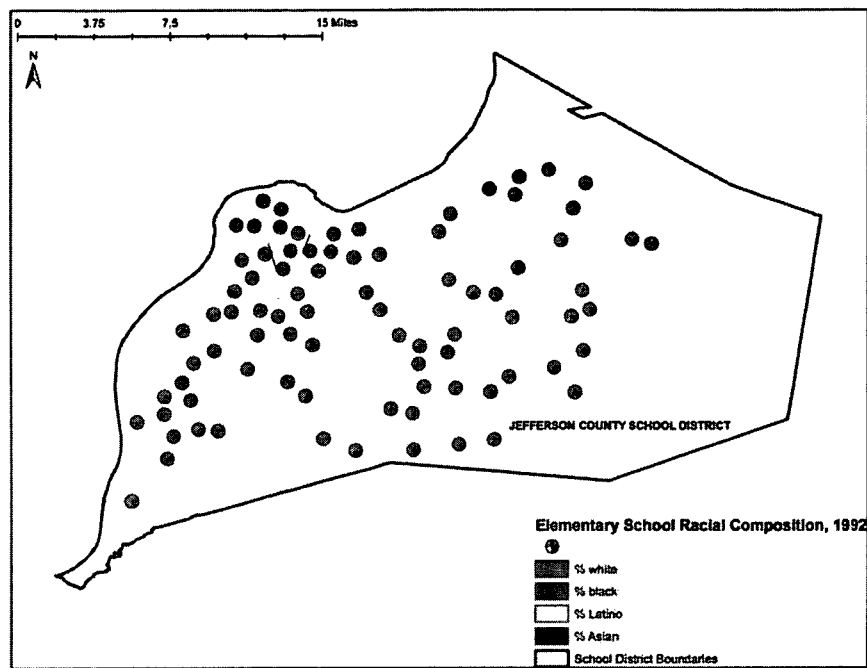 0 3.75 7.5 15 Miles
N
JEFFERSON COUNTY SCHOOL DISTRICT
Elementary School Racial Composition, 1992
% white
% black
% Latino
% Asian
School District Boundaries